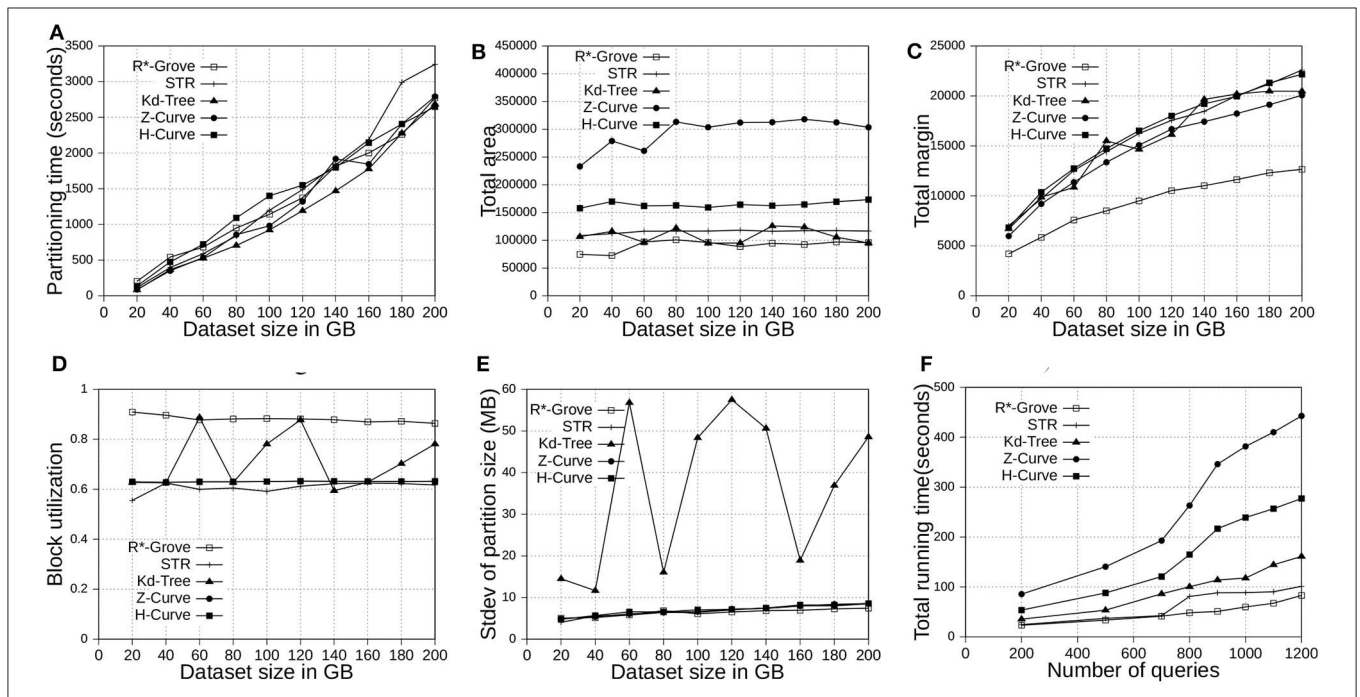 A
Partitioning time (seconds)
3500
3000
2500
2000
1500
1000
500
0
R*-Grove
STR
Kd-Tree
Z-Curve
H-Curve
0 20 40 60 80 100 120 140 160 180 200
Dataset size in GB
B
Total area
450000
400000
350000
300000
250000
200000
150000
100000
50000
0
R*-Grove
STR
Kd-Tree
Z-Curve
H-Curve
0 20 40 60 80 100 120 140 160 180 200
Dataset size in GB
C
Total margin
25000
20000
15000
10000
5000
0
R*-Grove
STR
Kd-Tree
Z-Curve
H-Curve
0 20 40 60 80 100 120 140 160 180 200
Dataset size in GB
D
Block utilization
1
0.8
0.6
0.4
0.2
0
R*-Grove
STR
Kd-Tree
Z-Curve
H-Curve
0 20 40 60 80 100 120 140 160 180 200
Dataset size in GB
E
Stdev of partition size (MB)
60
50
40
30
20
10
0
R*-Grove
STR
Kd-Tree
Z-Curve
H-Curve
0 20 40 60 80 100 120 140 160 180 200
Dataset size in GB
F
Total running time(seconds)
500
400
300
200
100
0
R*-Grove
STR
Kd-Tree
Z-Curve
H-Curve
0 200 400 600 800 1000 1200
Number of queries